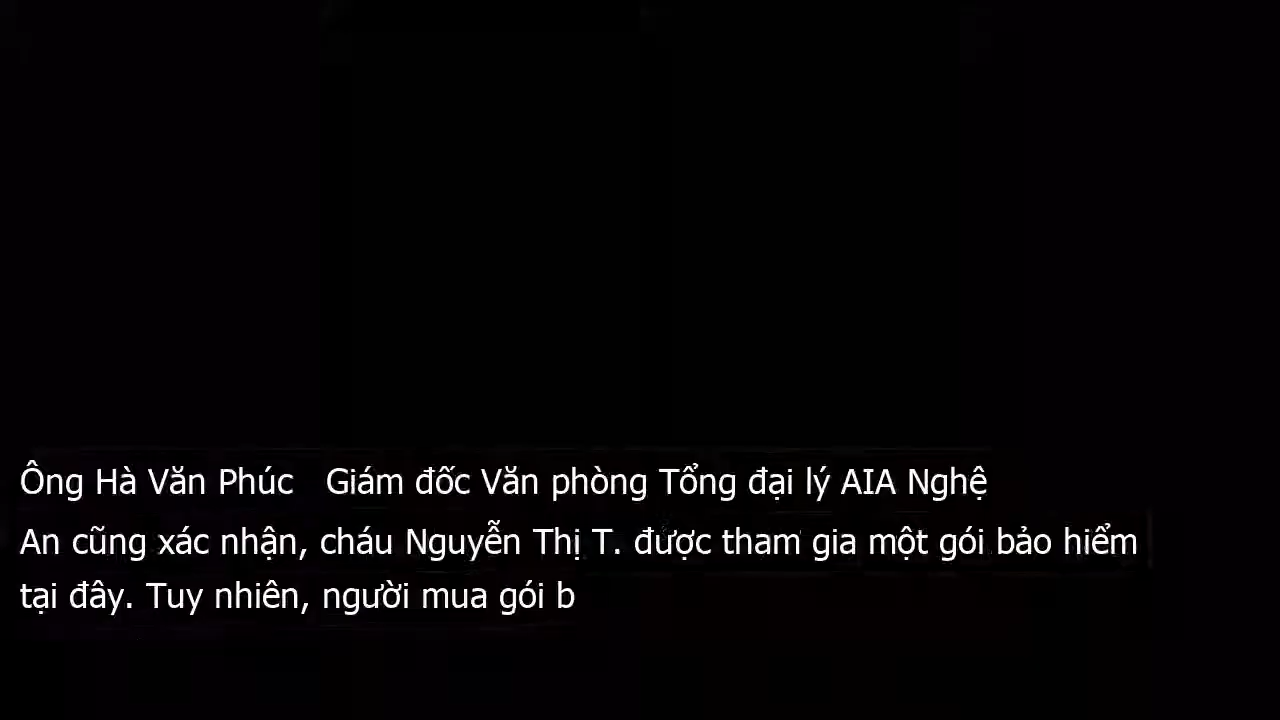 Ông Hà Văn Phúc   Giám đốc Văn phòng Tổng đại lý AIA Nghệ
An cũng xác nhận, cháu Nguyễn Thị T. được tham gia một gói bảo hiểm
tại đây. Tuy nhiên, người mua gói b